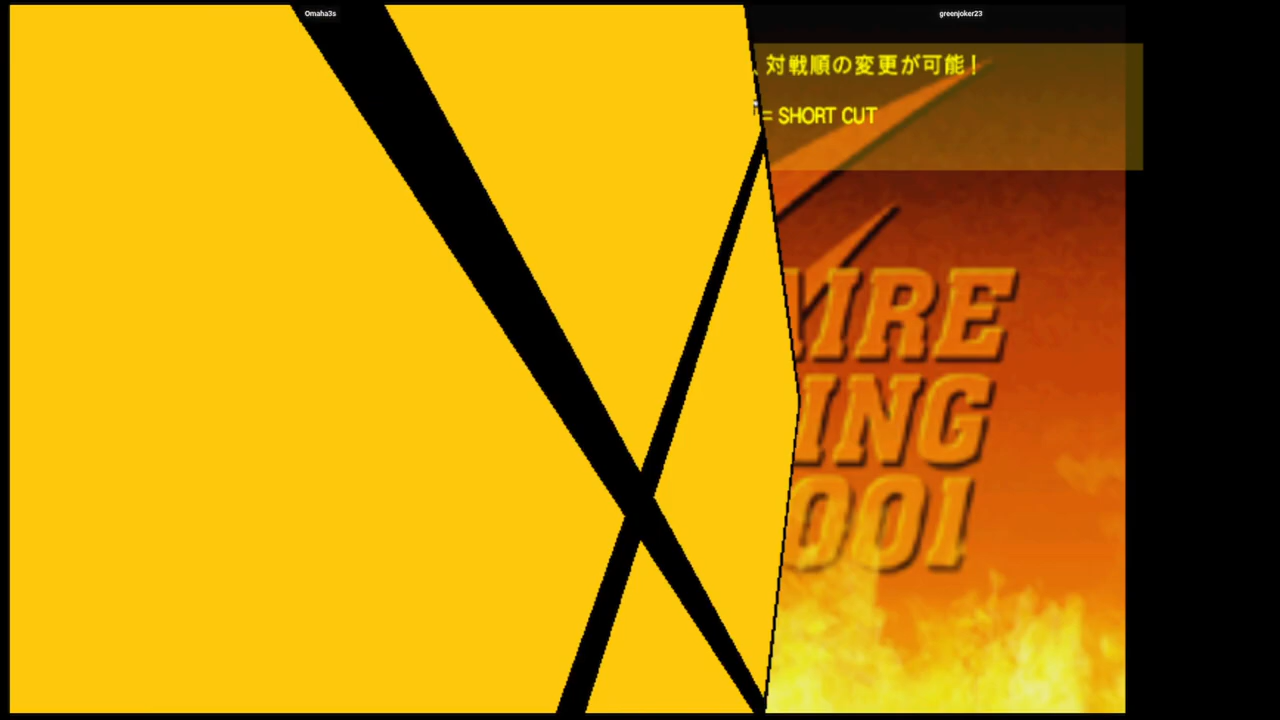 Omaha3s
greenjoker23
対戦順の変更が可能！
= SHORT CUT
IRE
ING
001